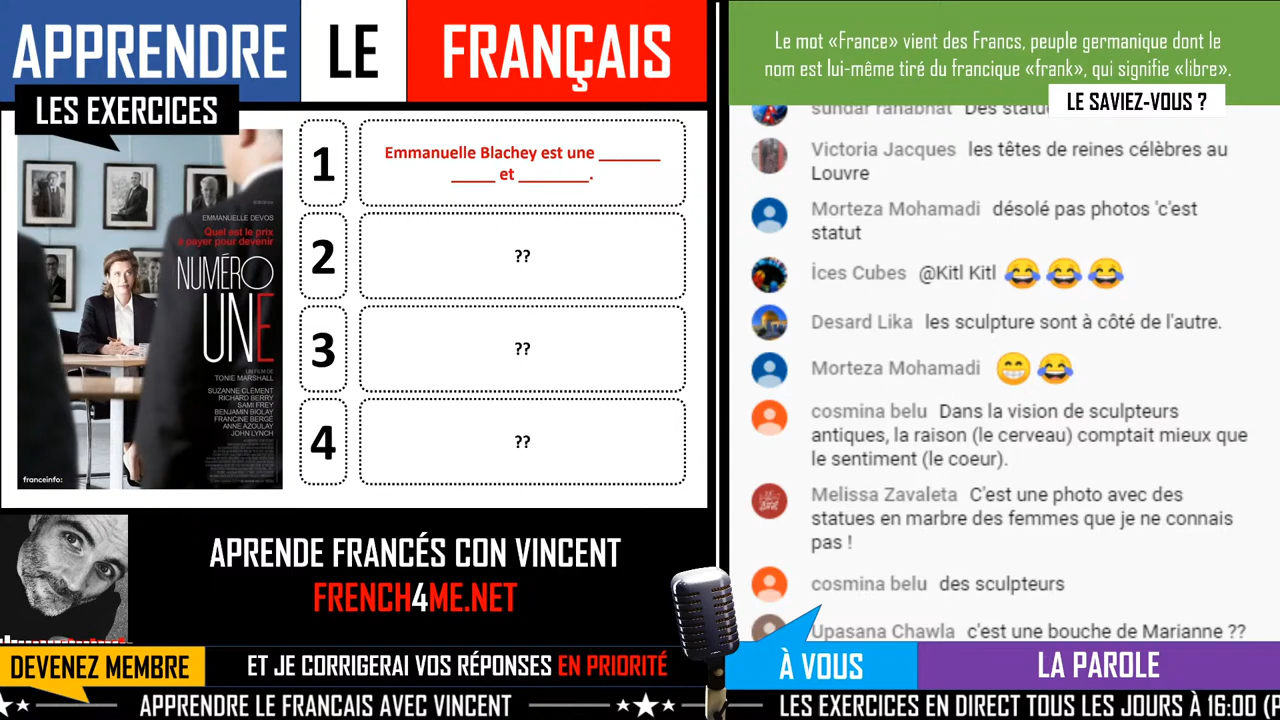 APPRENDRE LE FRANÇAIS
LES EXERCICES
EMMANUELLE DEVOS
Quel est le prix
à payer pour devenir
NUMÉRO
UNE
UN FILM DE
TONIE MARSHALL
SUZANNE CLÉMENT
RICHARD BERRY
SAMI FREY
BENJAMIN BIOLAY
FRANCINE BERGÉ
ANNE AZOULAY
JOHN LYNCH
franceinfo:
1
Emmanuelle Blachey est une _______
_____ et ________.
2
??
3
??
4
??
APRENDE FRANCÉS CON VINCENT
FRENCH4ME.NET
DEVENEZ MEMBRE
ET JE CORRIGERAI VOS RÉPONSES EN PRIORITÉ
Le mot «France» vient des Francs, peuple germanique dont le
nom est lui-même tiré du francique «frank», qui signifie «libre».
LE SAVIEZ-VOUS ?
sundar ranabhat Des statu
Victoria Jacques les têtes de reines célèbres au
Louvre
Morteza Mohamadi désolé pas photos 'c'est
statut
İces Cubes @Kitl Kitl 😂😂😂
Desard Lika les sculpture sont à côté de l'autre.
Morteza Mohamadi 😁😂
cosmina belu Dans la vision de sculpteurs
antiques, la raison (le cerveau) comptait mieux que
le sentiment (le coeur).
Melissa Zavaleta C'est une photo avec des
statues en marbre des femmes que je ne connais
pas !
cosmina belu des sculpteurs
Upasana Chawla c'est une bouche de Marianne ??
À VOUS
LA PAROLE
APPRENDRE LE FRANCAIS AVEC VINCENT
LES EXERCICES EN DIRECT TOUS LES JOURS À 16:00 (P